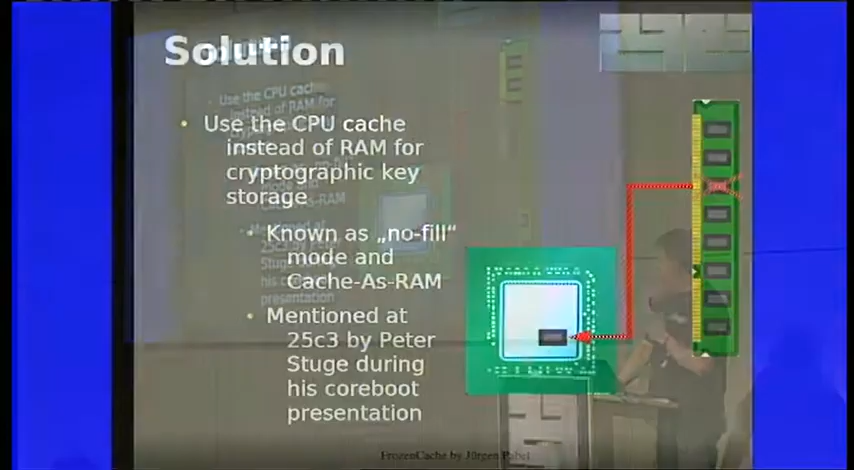 Solution
Use the CPU cache
instead of RAM for
cryptographic key
storage
Known as „no-fill“
mode and
Cache-As-RAM
Mentioned at
25c3 by Peter
Stuge during
his coreboot
presentation
FrozenCache by Jürgen Pabel